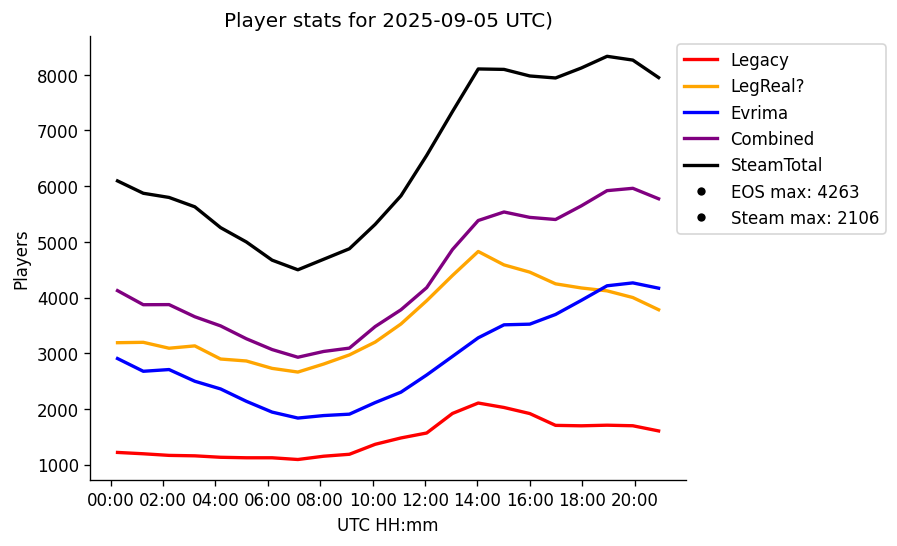 Player stats for 2025-09-05 UTC)
Legacy
LegReal?
Evrima
Combined
SteamTotal
EOS max: 4263
Steam max: 2106
8000
7000
6000
5000
4000
3000
2000
1000
Players
00:00 02:00 04:00 06:00 08:00 10:00 12:00 14:00 16:00 18:00 20:00
UTC HH:mm